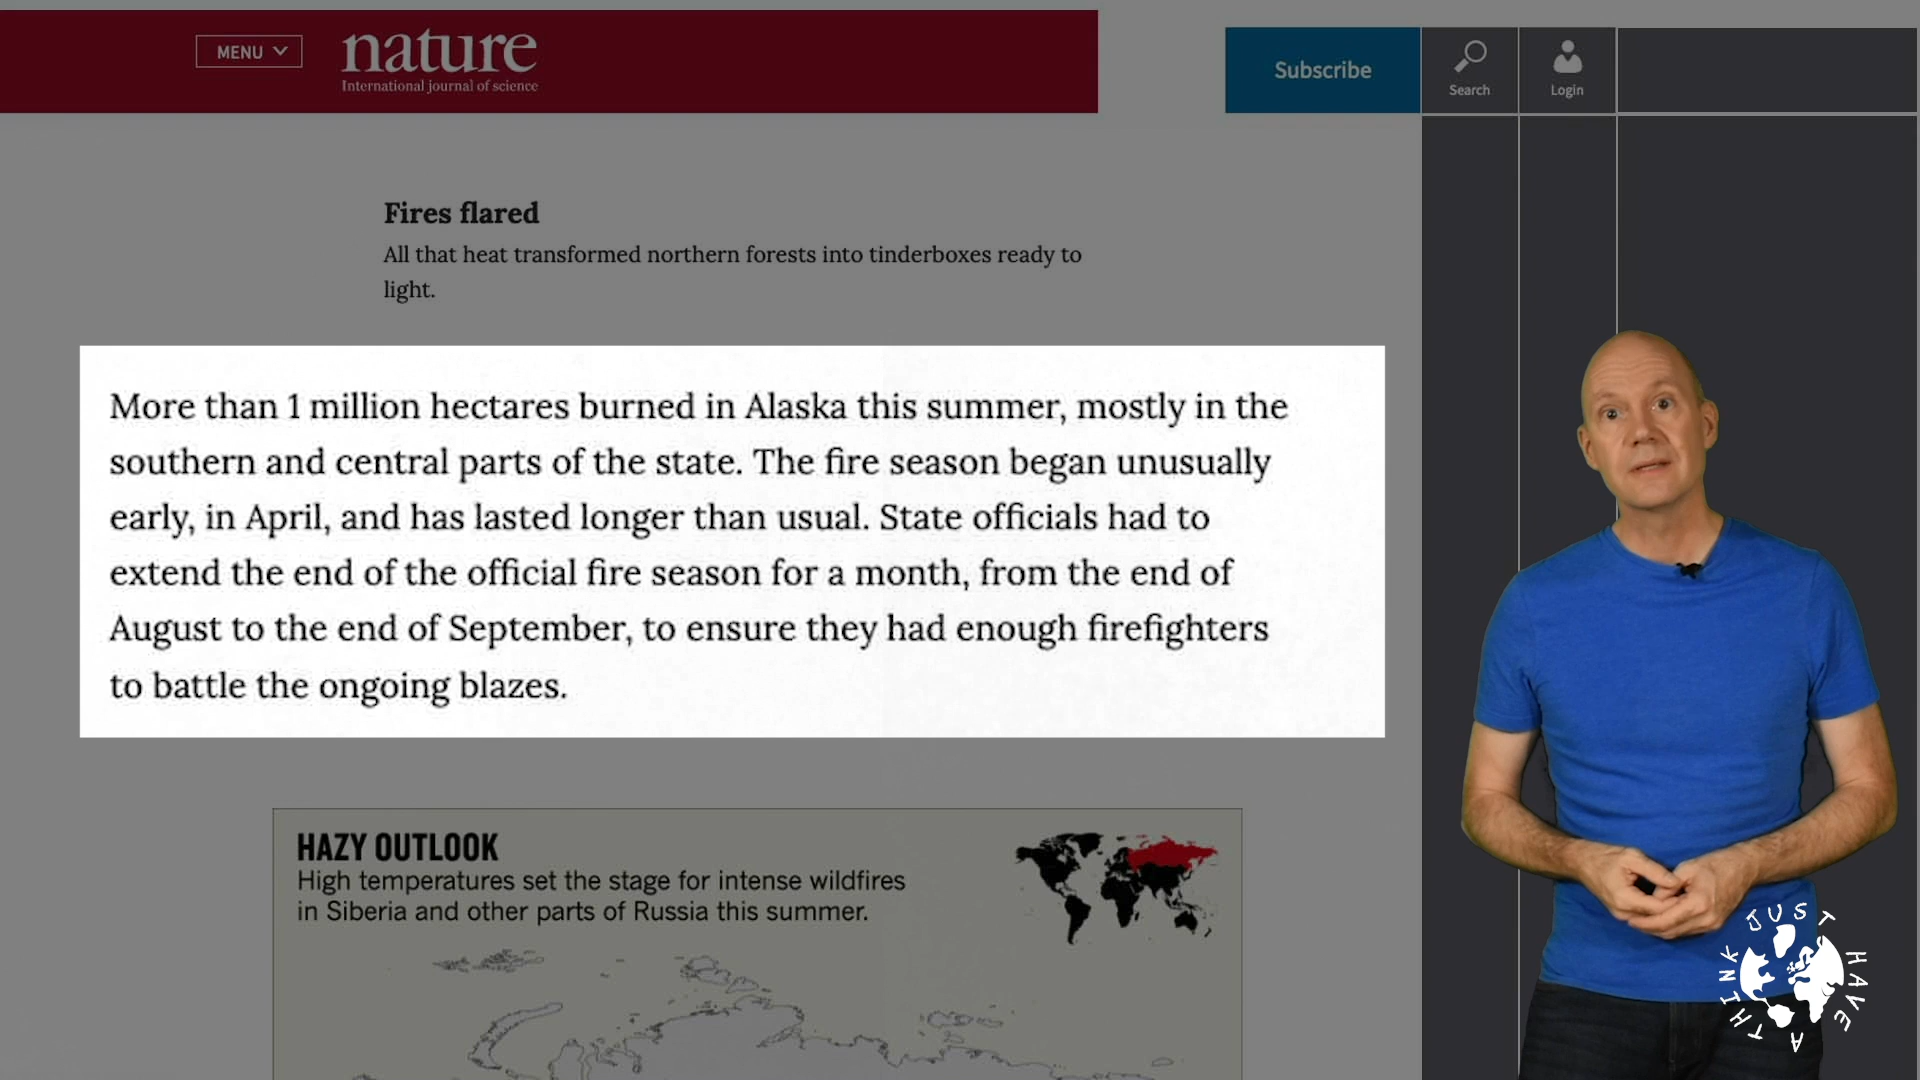 MENU
nature
International journal of science
Subscribe
Search
Login
Fires flared
All that heat transformed northern forests into tinderboxes ready to
light.
More than 1 million hectares burned in Alaska this summer, mostly in the
southern and central parts of the state. The fire season began unusually
early, in April, and has lasted longer than usual. State officials had to
extend the end of the official fire season for a month, from the end of
August to the end of September, to ensure they had enough firefighters
to battle the ongoing blazes.
HAZY OUTLOOK
High temperatures set the stage for intense wildfires
in Siberia and other parts of Russia this summer.
JUST HAVE A THINK